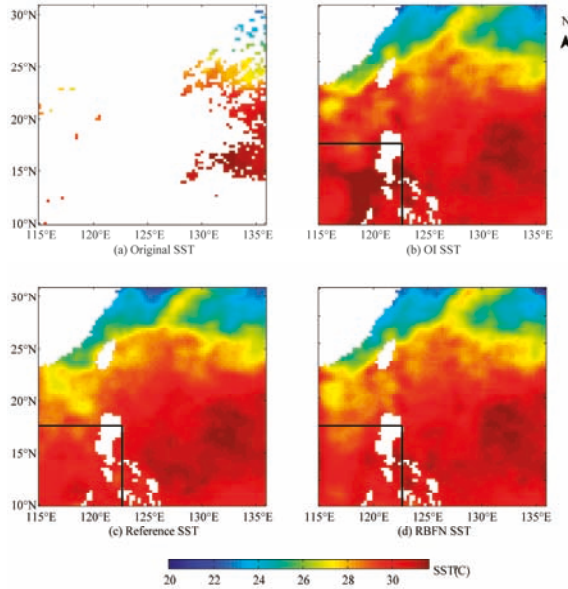 30°N
25°N
20°N
15°N
10°N
115°E 120°E 125°E 130°E 135°E
(a) Original SST
30°N
25°N
20°N
15°N
10°N
115°E 120°E 125°E 130°E 135°E
(b) OI SST
N
30°N
25°N
20°N
15°N
10°N
115°E 120°E 125°E 130°E 135°E
(c) Reference SST
30°N
25°N
20°N
15°N
10°N
115°E 120°E 125°E 130°E 135°E
(d) RBFN SST
SST(℃)
20 22 24 26 28 30